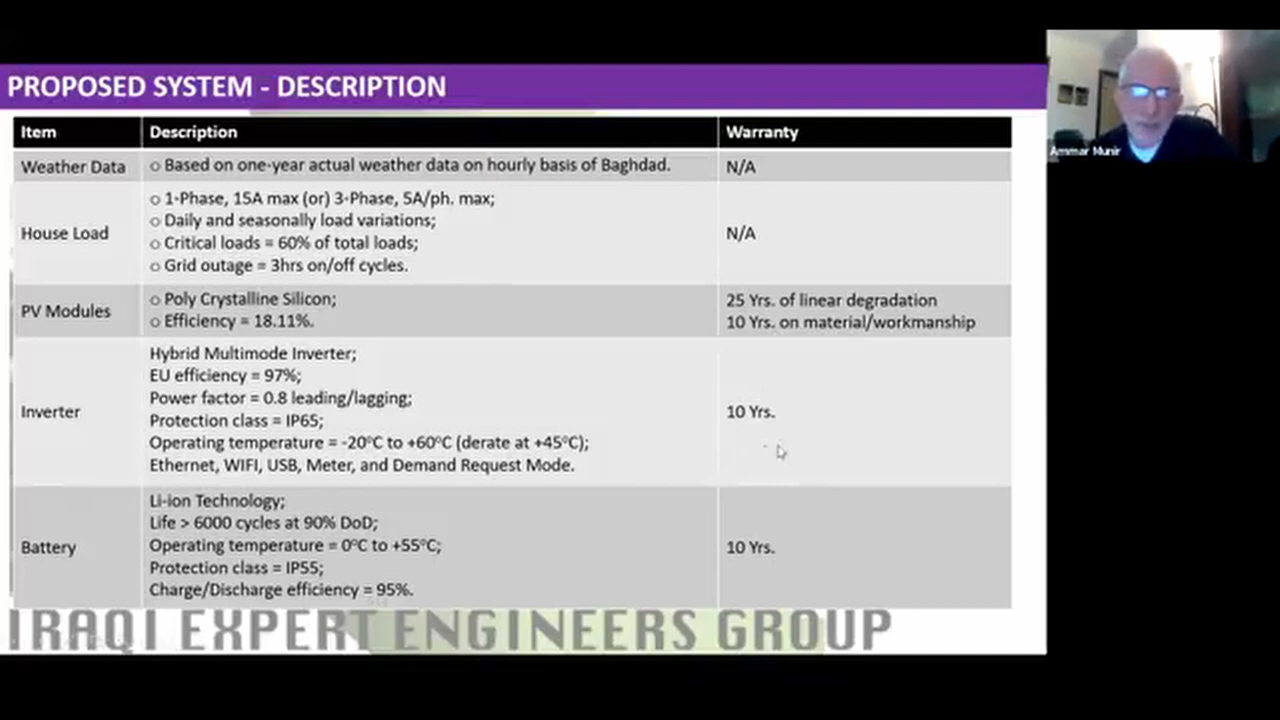 PROPOSED SYSTEM - DESCRIPTION
Item Description Warranty
Weather Data o Based on one-year actual weather data on hourly basis of Baghdad. N/A
House Load
o 1-Phase, 15A max (or) 3-Phase, 5A/ph. max;
o Daily and seasonally load variations;
o Critical loads = 60% of total loads;
o Grid outage = 3hrs on/off cycles.
N/A
PV Modules
o Poly Crystalline Silicon;
o Efficiency = 18.11%.
25 Yrs. of linear degradation
10 Yrs. on material/workmanship
Inverter
Hybrid Multimode Inverter;
EU efficiency = 97%;
Power factor = 0.8 leading/lagging;
Protection class = IP65;
Operating temperature = -20°C to +60°C (derate at +45°C);
Ethernet, WIFI, USB, Meter, and Demand Request Mode.
10 Yrs.
Battery
Li-ion Technology;
Life > 6000 cycles at 90% DoD;
Operating temperature = 0°C to +55°C;
Protection class = IP55;
Charge/Discharge efficiency = 95%.
10 Yrs.
IRAQI EXPERT ENGINEERS GROUP
Ammar Munir